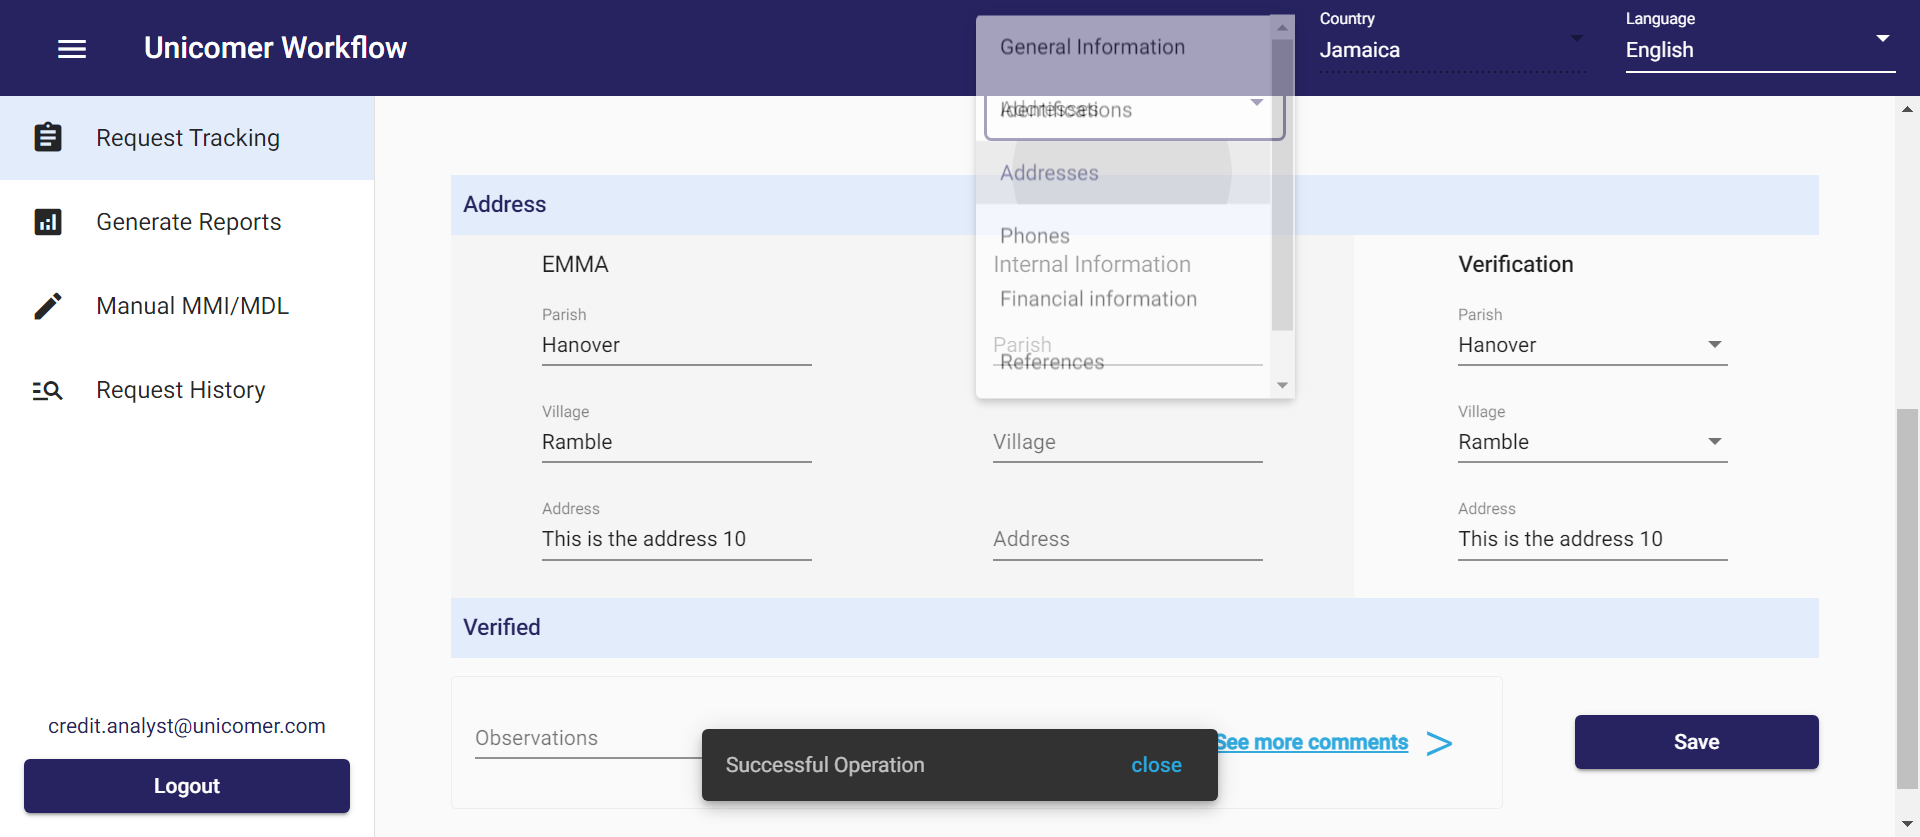 Unicomer Workflow
Country
Jamaica
Language
English
Request Tracking
Generate Reports
Manual MMI/MDL
Request History
credit.analyst@unicomer.com
Logout
General Information
Addresses
Identifications
Addresses
Phones
Financial information
References
Address
EMMA
Internal Information
Verification
Parish
Hanover
Parish
Parish
Hanover
Village
Ramble
Village
Village
Ramble
Address
This is the address 10
Address
Address
This is the address 10
Verified
Observations
See more comments
>
Save
Successful Operation
close